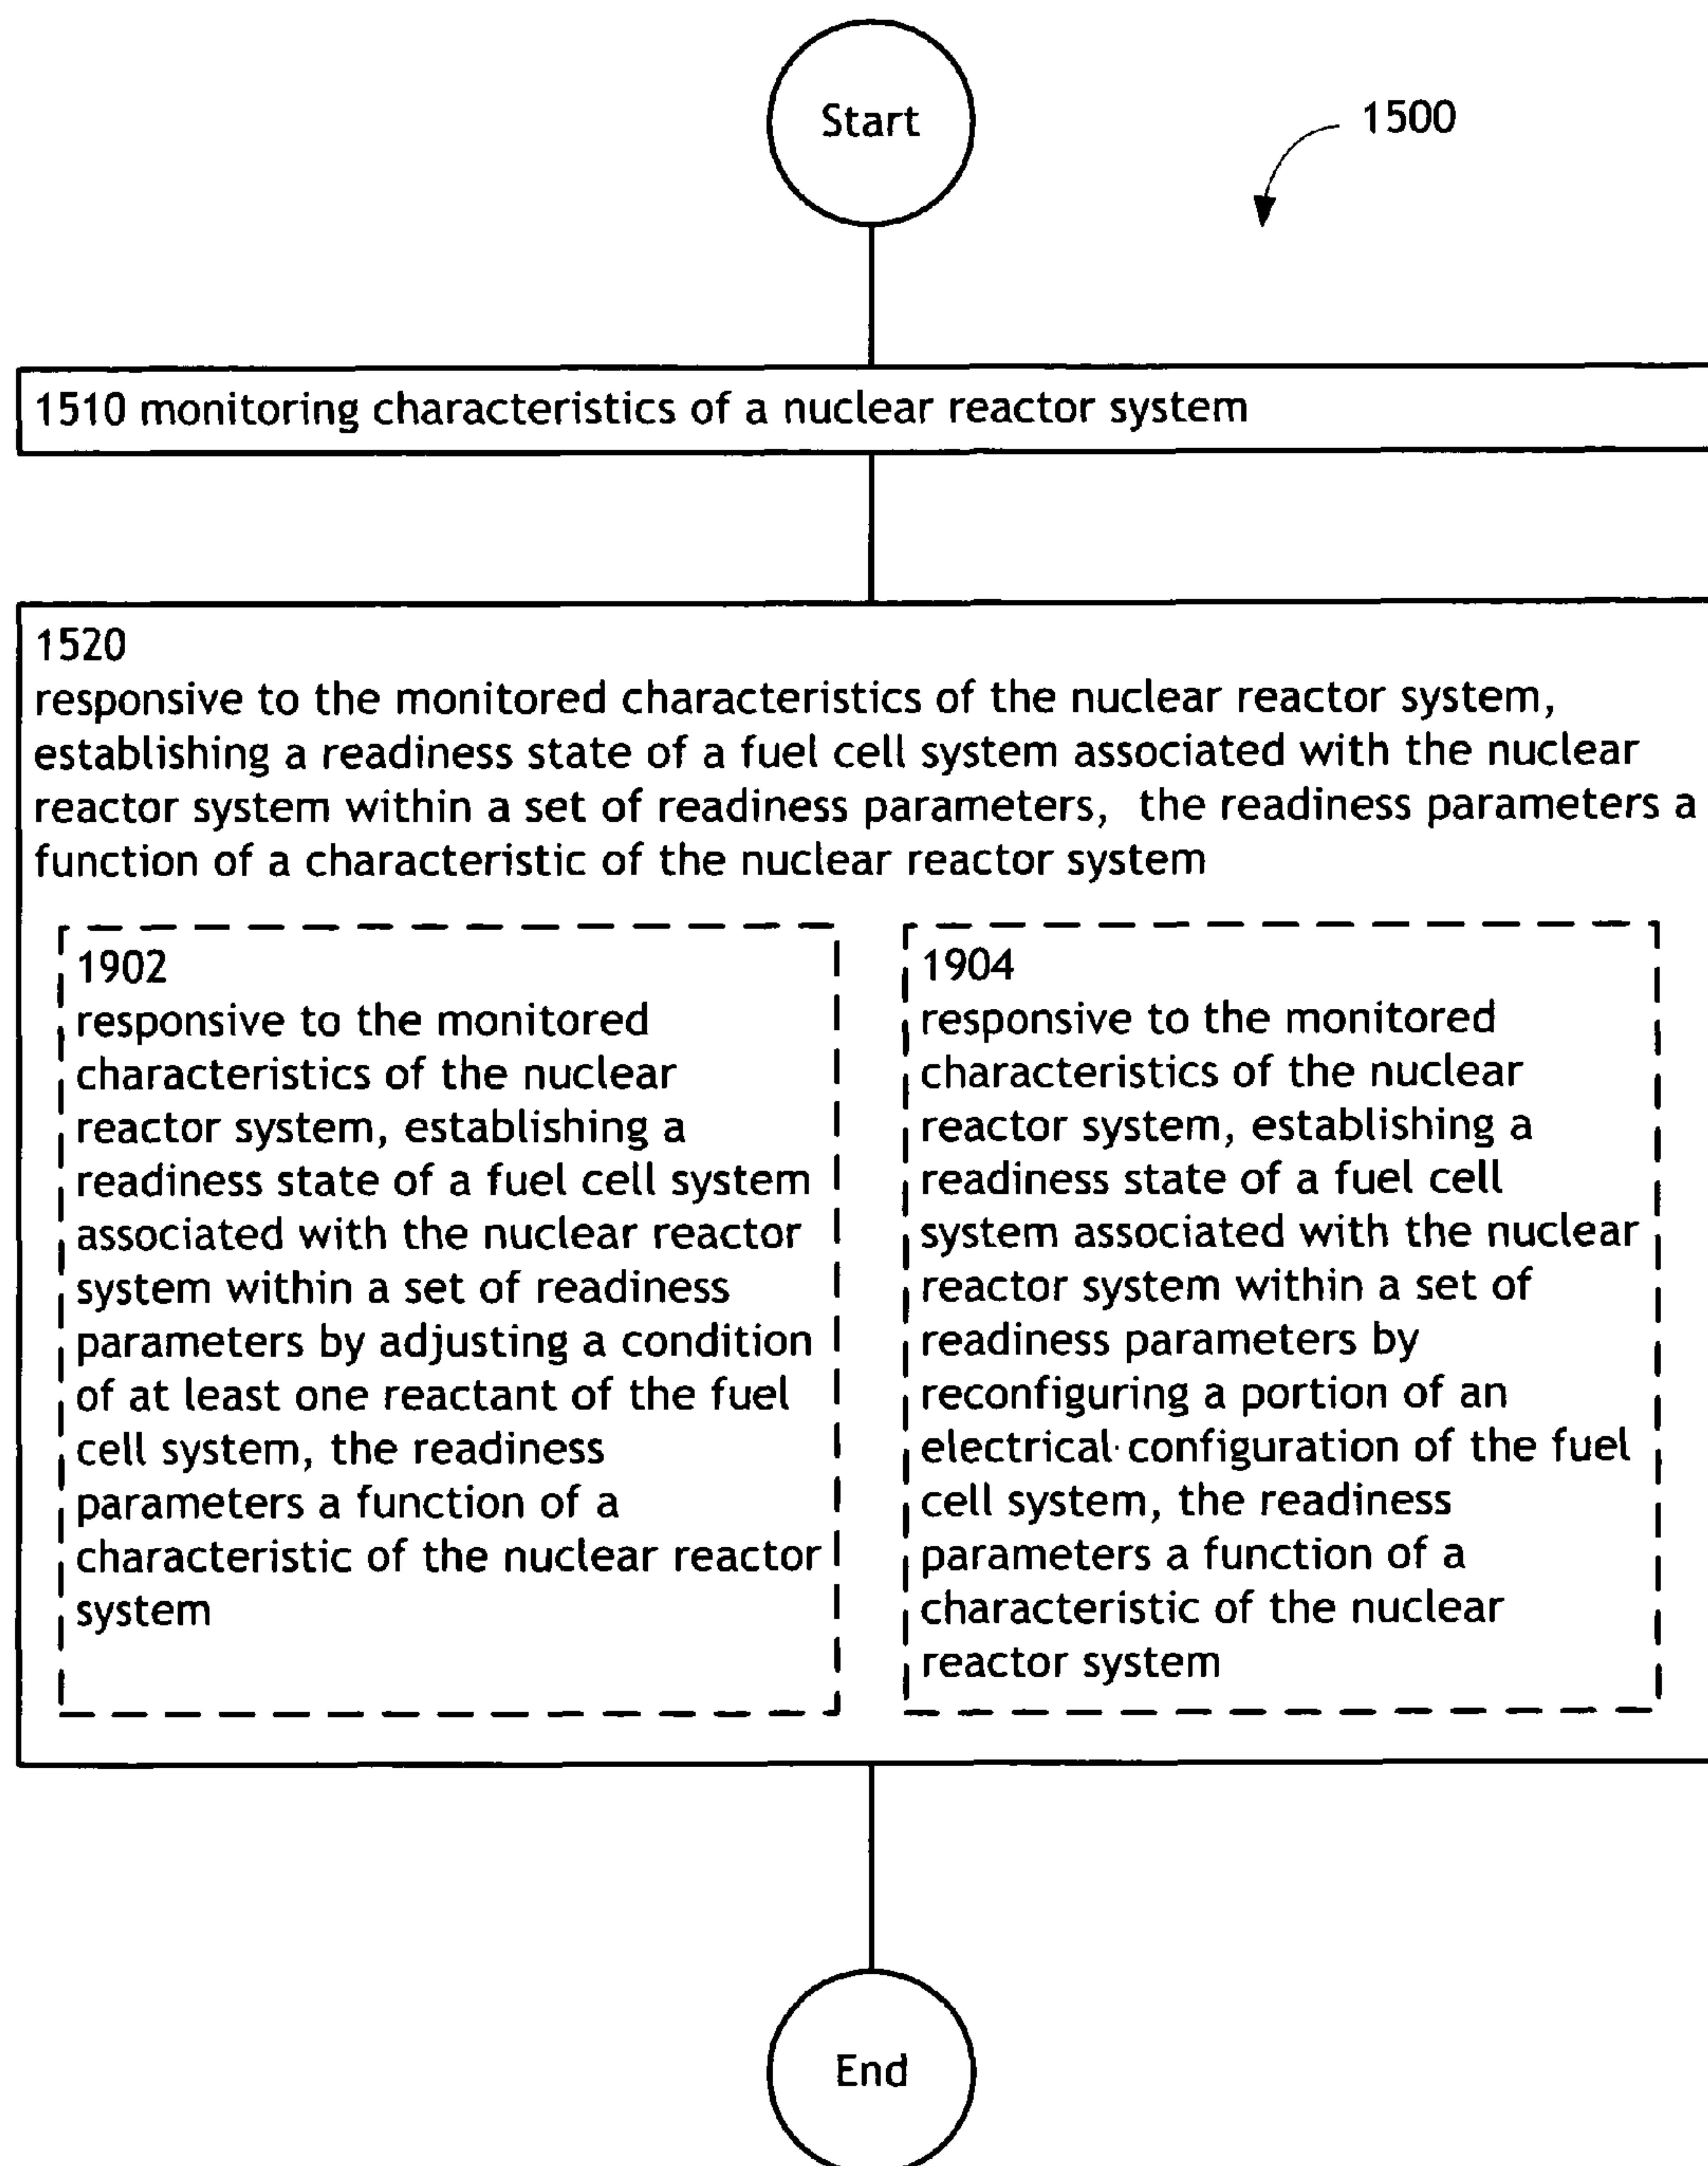 Start
1500
1510 monitoring characteristics of a nuclear reactor system
1520
responsive to the monitored characteristics of the nuclear reactor system,
establishing a readiness state of a fuel cell system associated with the nuclear
reactor system within a set of readiness parameters, the readiness parameters a
function of a characteristic of the nuclear reactor system
1902
responsive to the monitored
characteristics of the nuclear
reactor system, establishing a
readiness state of a fuel cell system
associated with the nuclear reactor
system within a set of readiness
parameters by adjusting a condition
of at least one reactant of the fuel
cell system, the readiness
parameters a function of a
characteristic of the nuclear reactor
system
1904
responsive to the monitored
characteristics of the nuclear
reactor system, establishing a
readiness state of a fuel cell
system associated with the nuclear
reactor system within a set of
readiness parameters by
reconfiguring a portion of an
electrical configuration of the fuel
cell system, the readiness
parameters a function of a
characteristic of the nuclear
reactor system
End